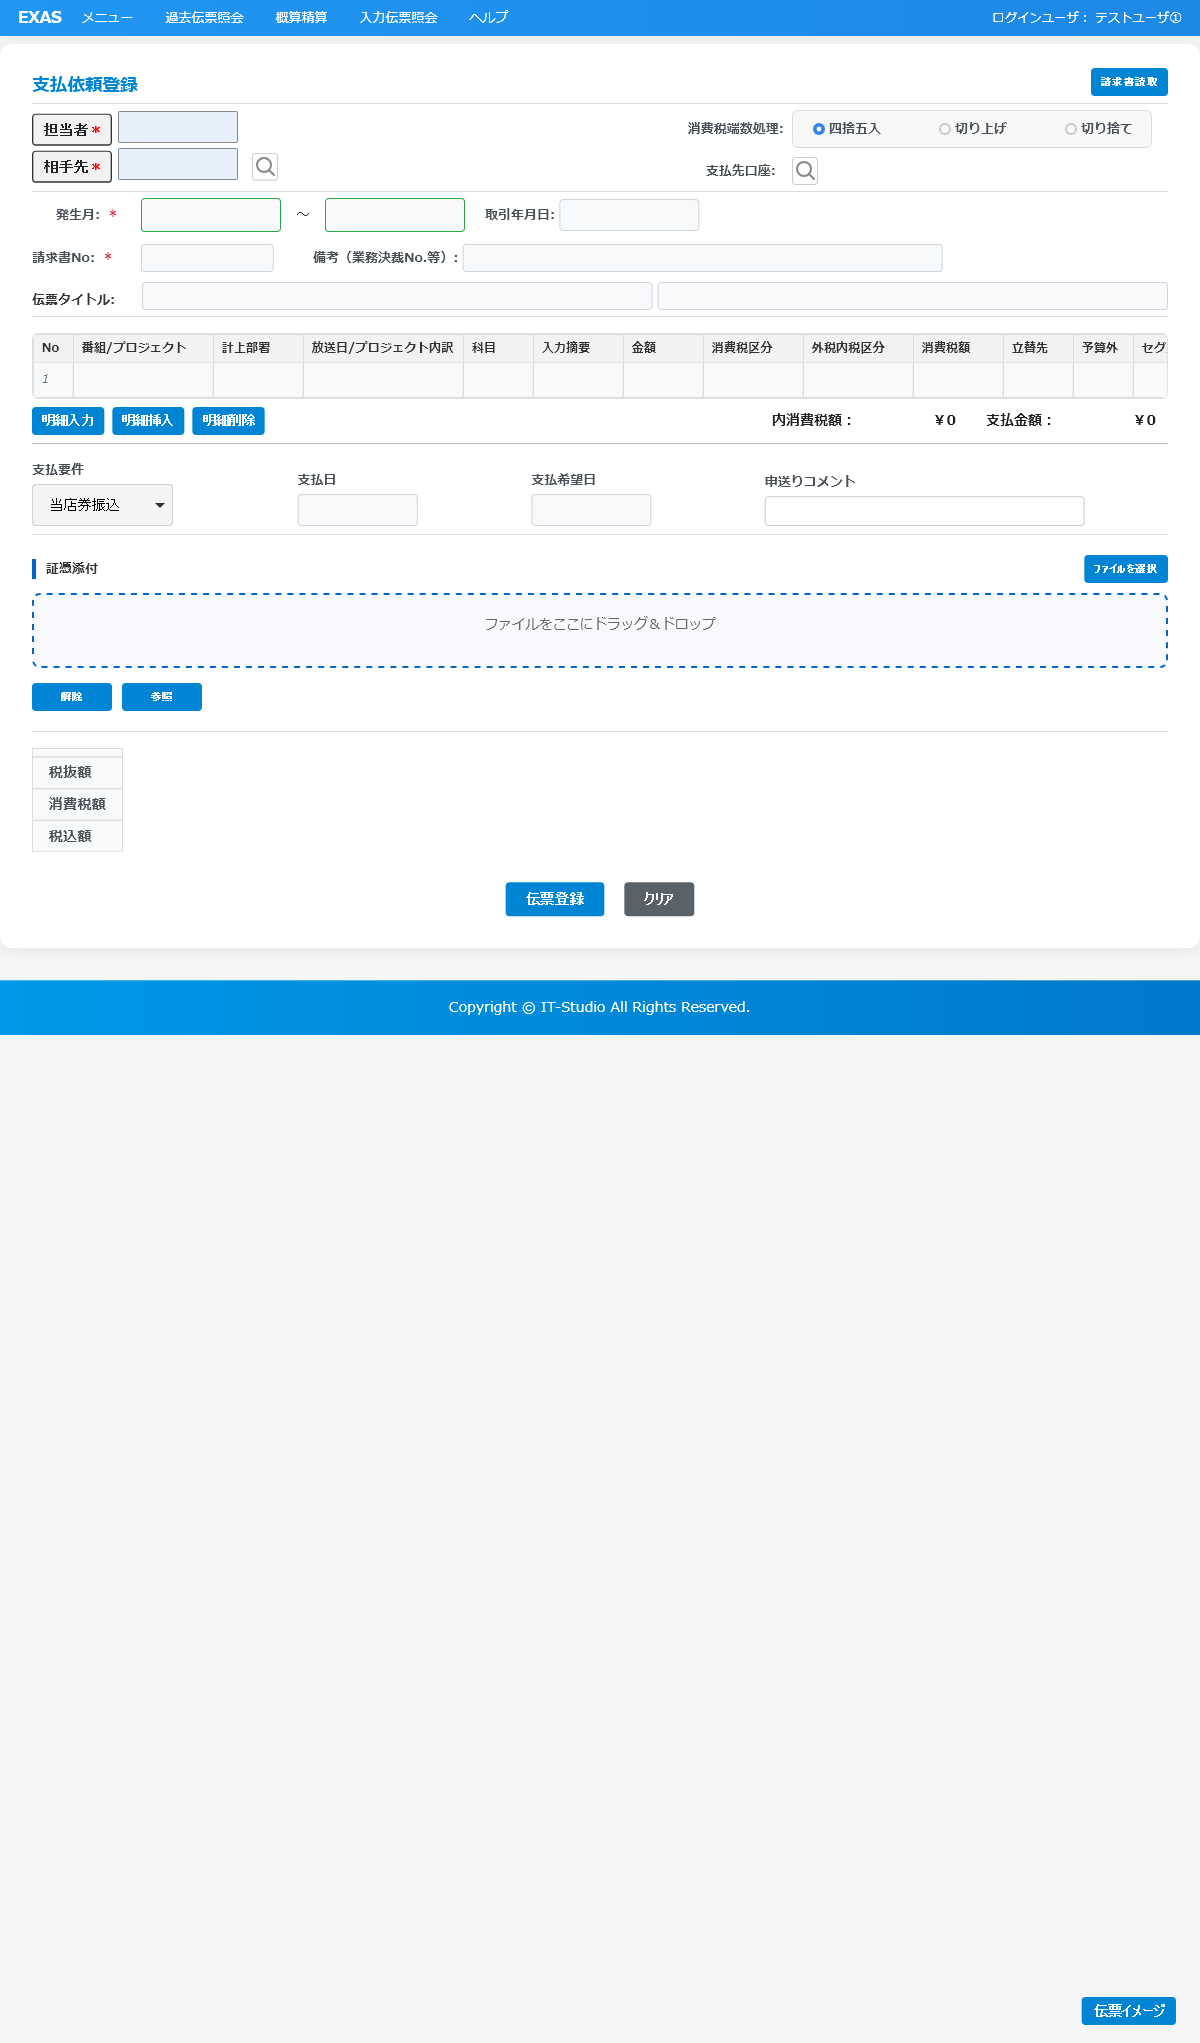 EXAS メニュー 過去伝票照会 概算精算 入力伝票照会 ヘルプ ログインユーザ： テストユーザ①
支払依頼登録 請求書読取
担当者* 消費税端数処理: 四捨五入 切り上げ 切り捨て
相手先* 支払先口座:
発生月: * ～ 取引年月日:
請求書No: * 備考（業務決裁No.等）:
伝票タイトル:
No 番組/プロジェクト 計上部署 放送日/プロジェクト内訳 科目 入力摘要 金額 消費税区分 外税内税区分 消費税額 立替先 予算外 セグ
1
明細入力 明細挿入 明細削除 内消費税額： ￥0 支払金額： ￥0
支払要件 支払日 支払希望日 申送りコメント
当店券振込
証憑添付 ファイルを選択
ファイルをここにドラッグ＆ドロップ
解除 参照
税抜額
消費税額
税込額
伝票登録 クリア
Copyright © IT-Studio All Rights Reserved.
伝票イメージ